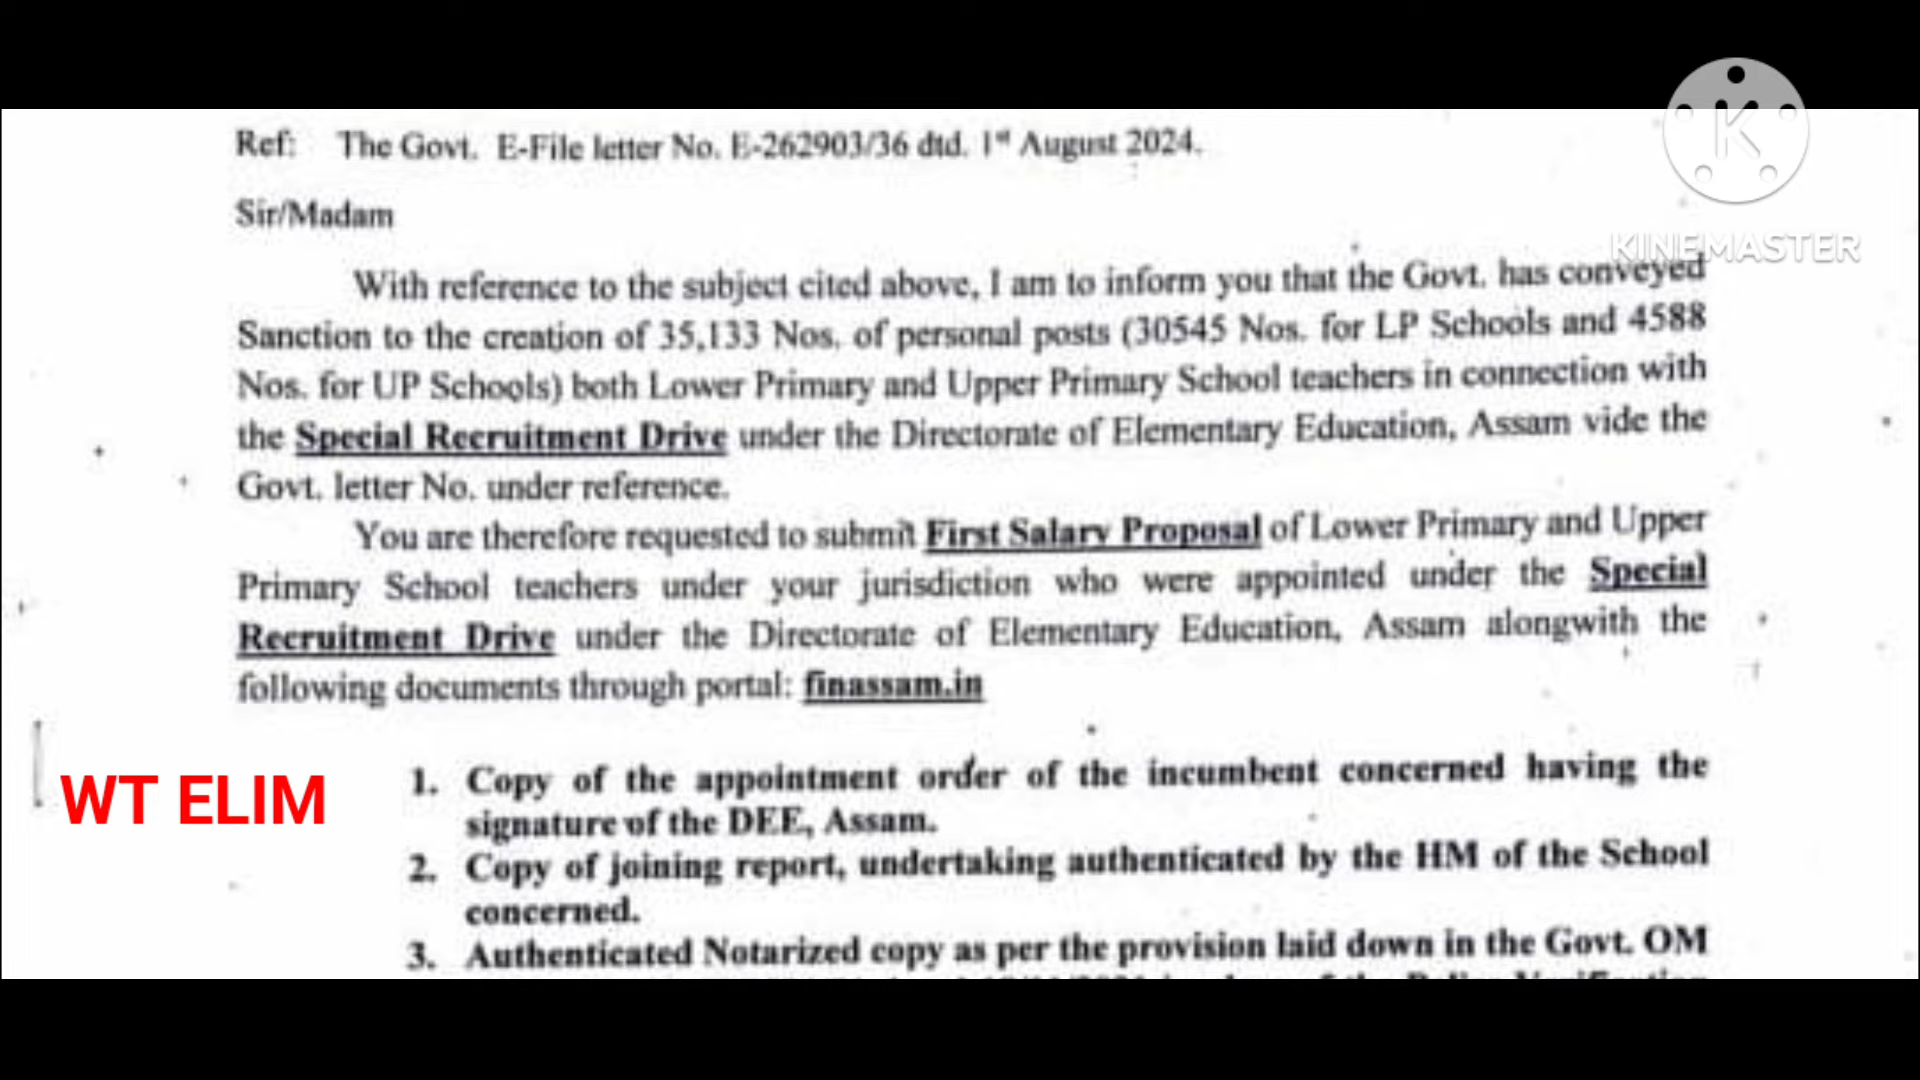 KINEMASTER
Ref: The Govt. E-File letter No. E-262903/36 dtd. 1st August 2024.
Sir/Madam
With reference to the subject cited above, I am to inform you that the Govt. has conveyed
Sanction to the creation of 35,133 Nos. of personal posts (30545 Nos. for LP Schools and 4588
Nos. for UP Schools) both Lower Primary and Upper Primary School teachers in connection with
the Special Recruitment Drive under the Directorate of Elementary Education, Assam vide the
Govt. letter No. under reference.
You are therefore requested to submit First Salary Proposal of Lower Primary and Upper
Primary School teachers under your jurisdiction who were appointed under the Special
Recruitment Drive under the Directorate of Elementary Education, Assam alongwith the
following documents through portal: finassam.in
WT ELIM
1. Copy of the appointment order of the incumbent concerned having the
signature of the DEE, Assam.
2. Copy of joining report, undertaking authenticated by the HM of the School
concerned.
3. Authenticated Notarized copy as per the provision laid down in the Govt. OM